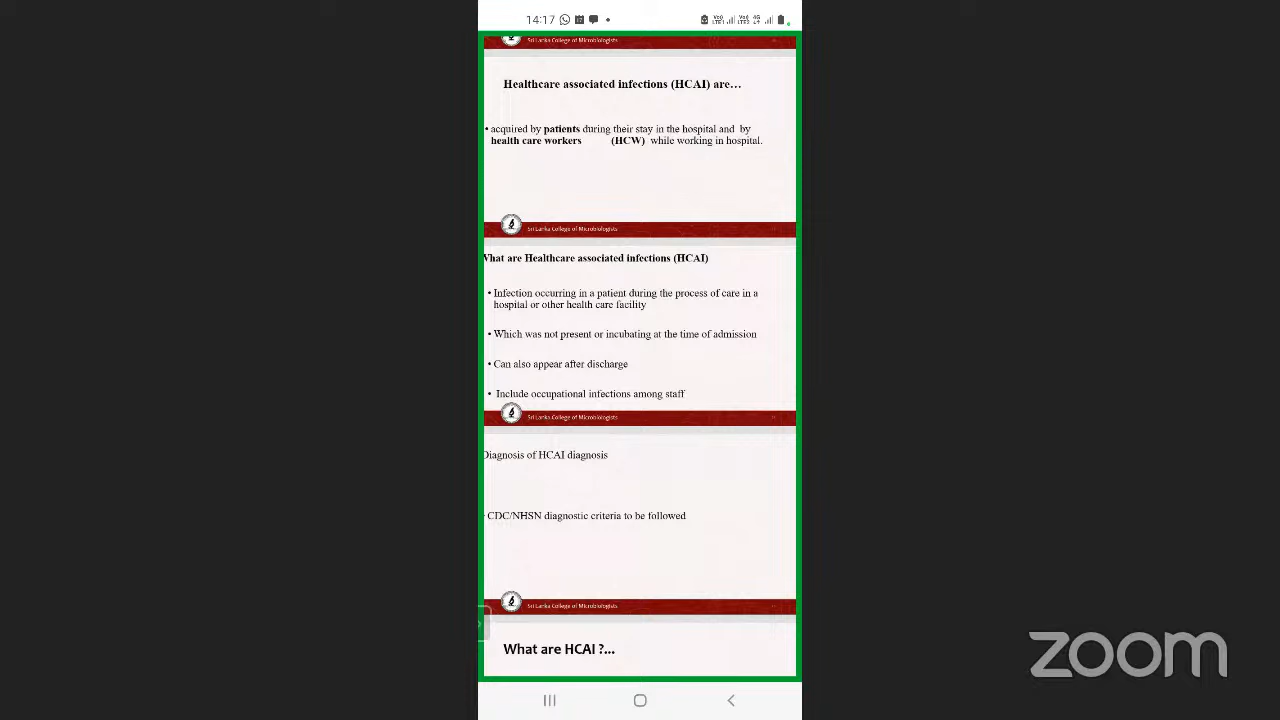 14:17
Sri Lanka College of Microbiologists
Healthcare associated infections (HCAI) are…
• acquired by patients during their stay in the hospital and by
health care workers (HCW) while working in hospital.
Sri Lanka College of Microbiologists
What are Healthcare associated infections (HCAI)
• Infection occurring in a patient during the process of care in a
hospital or other health care facility
• Which was not present or incubating at the time of admission
• Can also appear after discharge
• Include occupational infections among staff
Sri Lanka College of Microbiologists
Diagnosis of HCAI diagnosis
CDC/NHSN diagnostic criteria to be followed
Sri Lanka College of Microbiologists
What are HCAI ?...
zoom